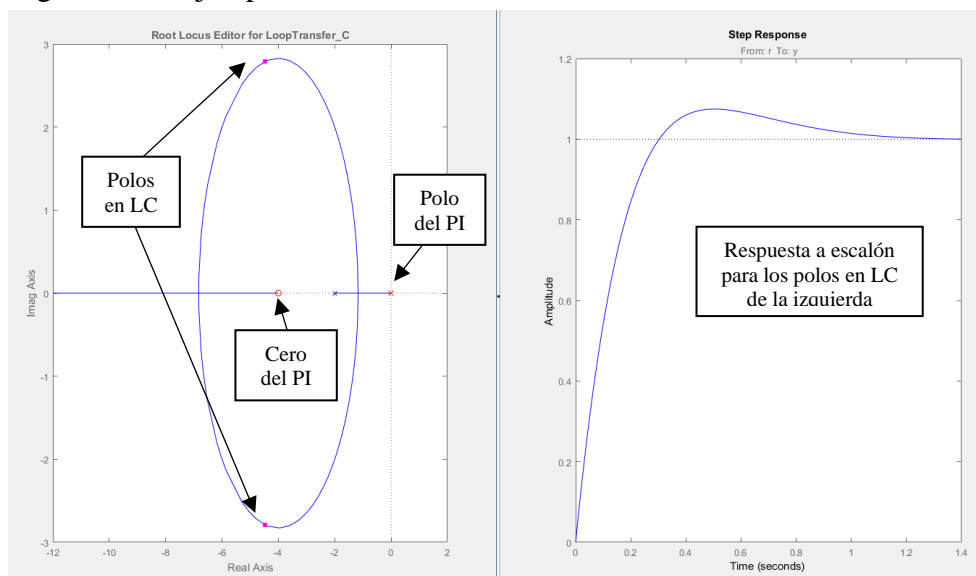 Root Locus Editor for LoopTransfer_C
3
2
1
0
-1
-2
-3
-12
-10
-8
-6
-4
-2
0
2
Real Axis
Imag Axis
Polos
en LC
Polo
del PI
Cero
del PI
Step Response
From: r To: y
1.2
1
0.8
0.6
0.4
0.2
0
0
0.2
0.4
0.6
0.8
1
1.2
1.4
Time (seconds)
Amplitude
Respuesta a escalón
para los polos en LC
de la izquierda